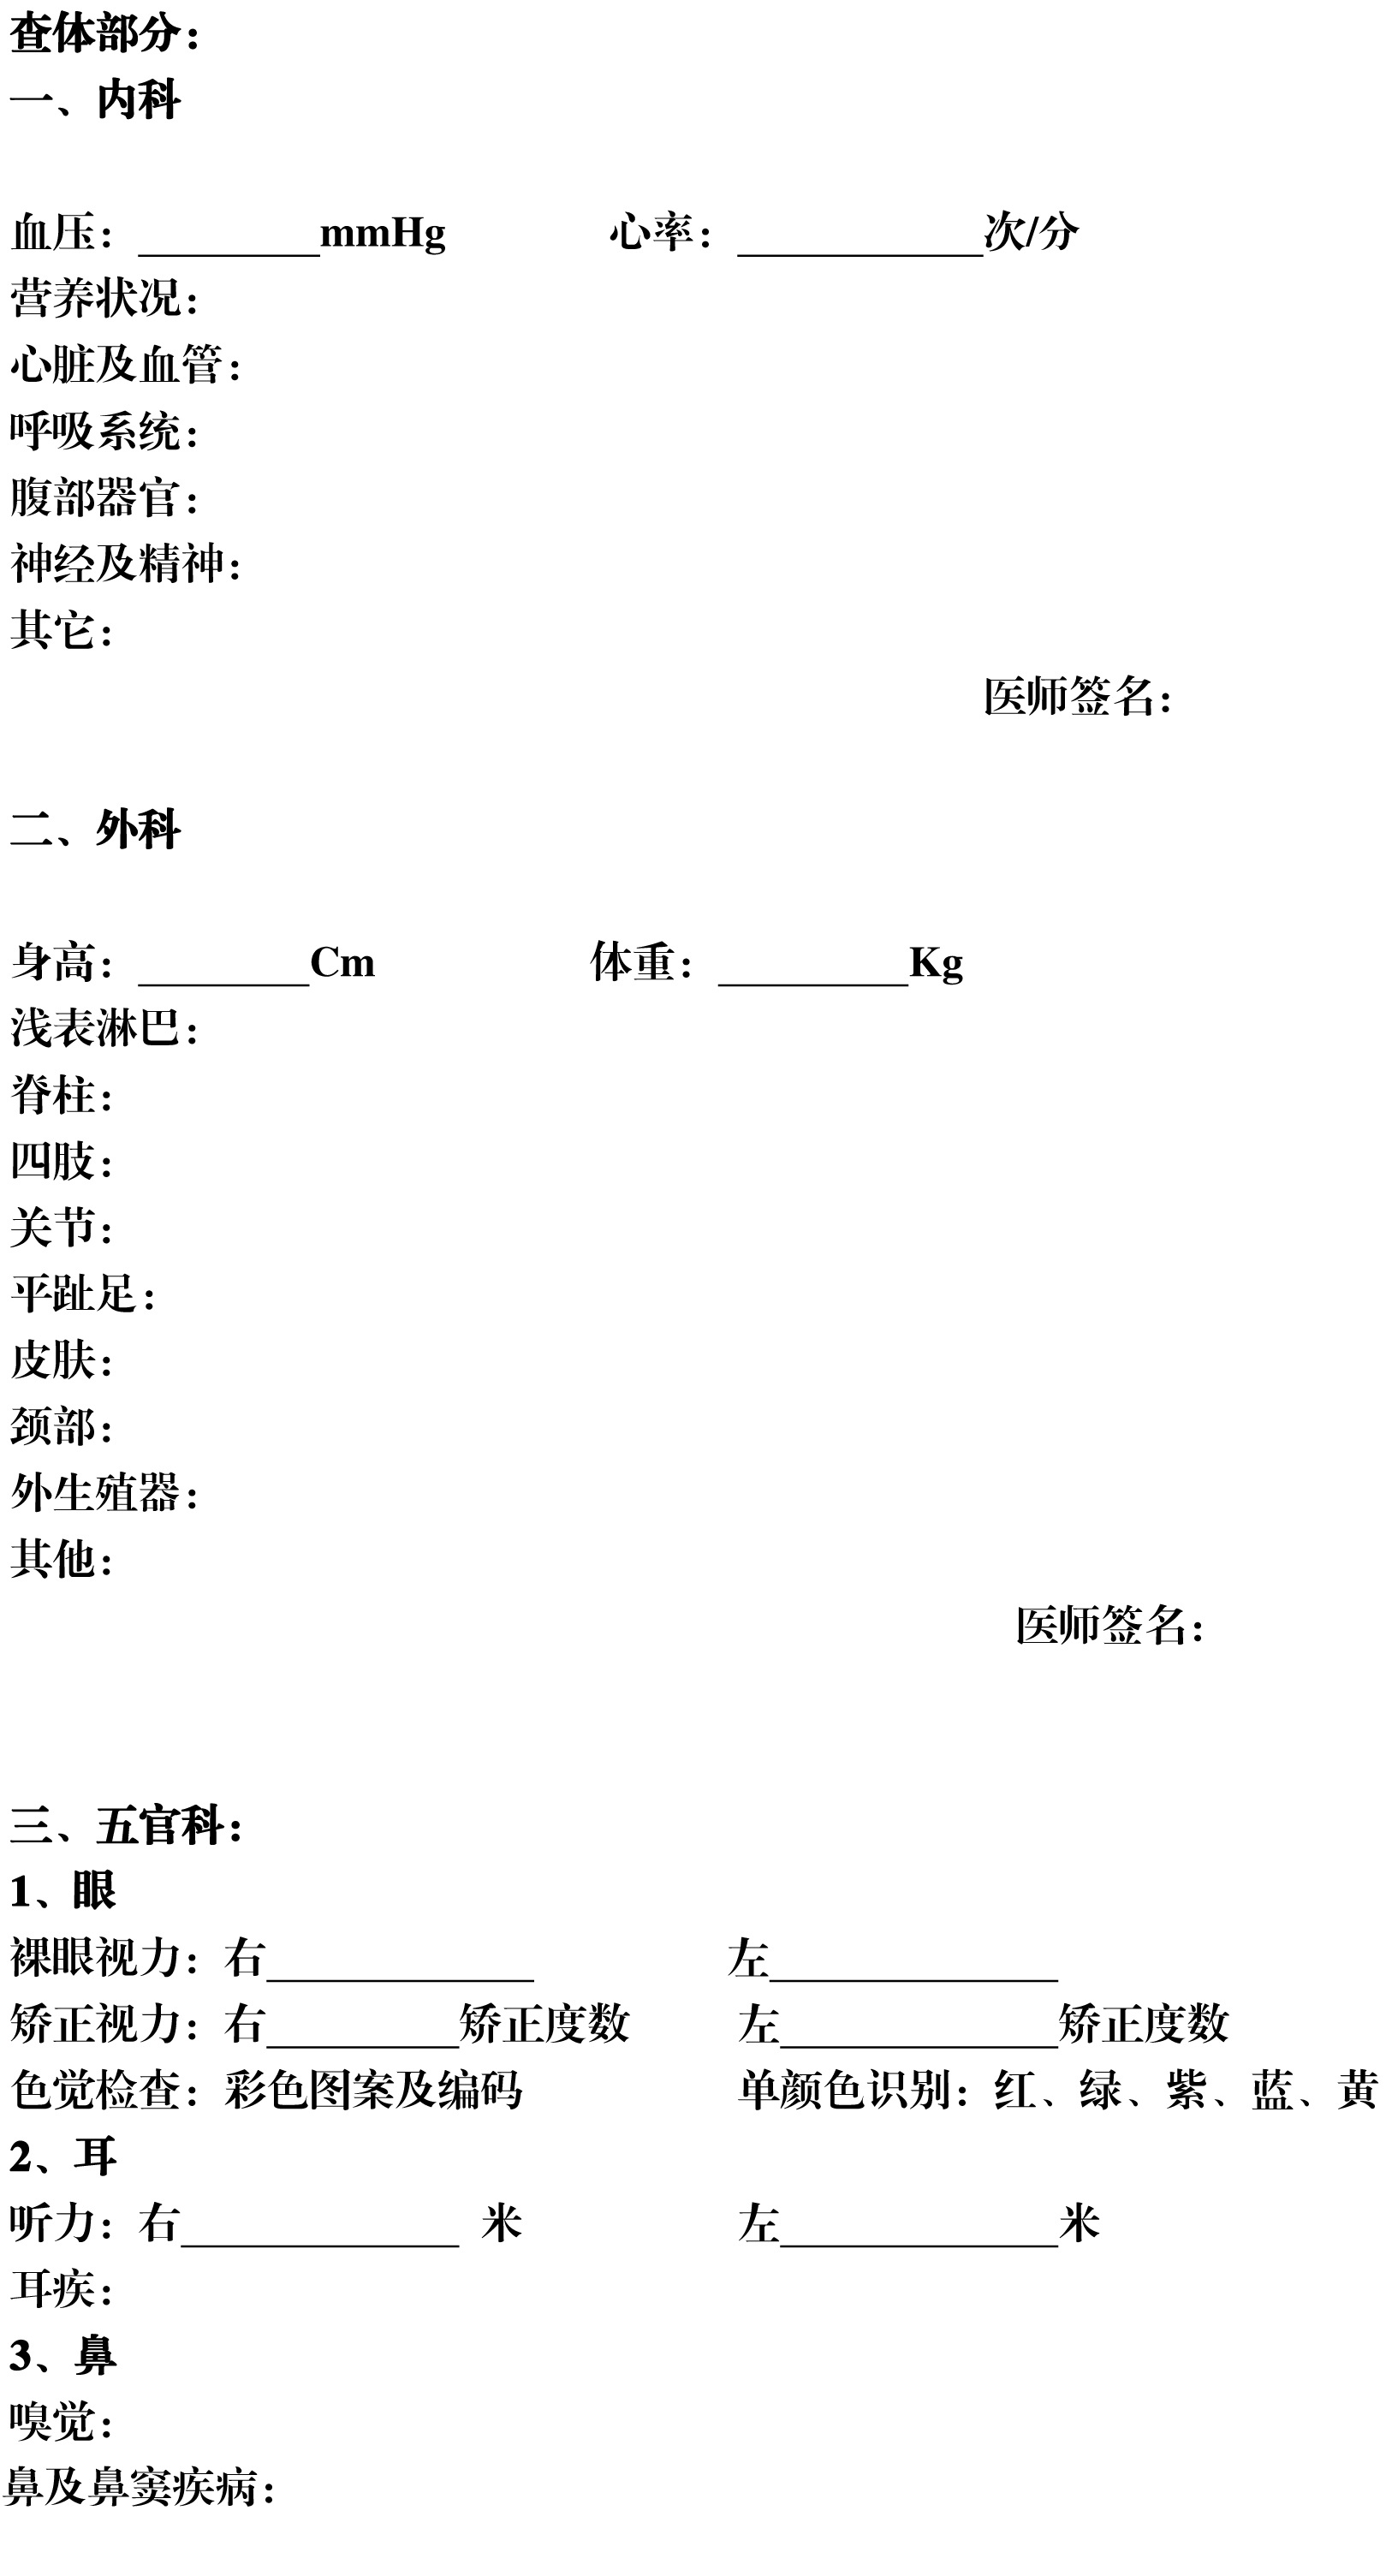 查体部分：
一、内科
血压：________mmHg 心率：___________次/分
营养状况：
心脏及血管：
呼吸系统：
腹部器官：
神经及精神：
其它：
医师签名：
二、外科
身高：________Cm 体重：_________Kg
浅表淋巴：
脊柱：
四肢：
关节：
平趾足：
皮肤：
颈部：
外生殖器：
其他：
医师签名：
三、五官科：
1、眼
裸眼视力：右____________ 左_____________
矫正视力：右_________矫正度数 左_____________矫正度数
色觉检查：彩色图案及编码 单颜色识别：红、绿、紫、蓝、黄
2、耳
听力：右_____________ 米 左_____________米
耳疾：
3、鼻
嗅觉：
鼻及鼻窦疾病：